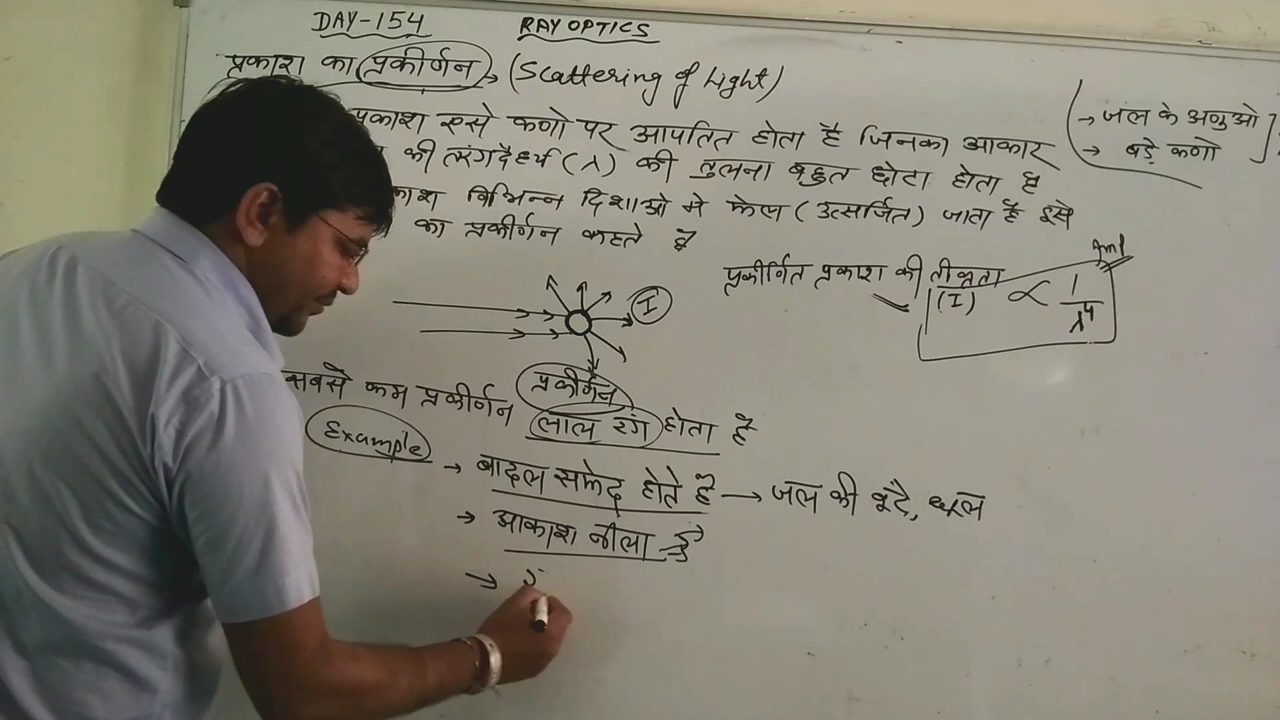 DAY-154 RAY OPTICS
प्रकाश का प्रकीर्णन (Scattering of Light)
प्रकाश ऐसे कणो पर आपतित होता है जिनका आकार
की तरंगदैर्ध्य (λ) की तुलना बहुत छोटा होता है
विभिन्न दिशाओ मे फैल (उत्सर्जित) जाता है इसे
का प्रकीर्णन कहते है
→ जल के अणुओ
→ बड़े कणो
प्रकीर्णित प्रकाश की तीव्रता
(I) ∝ 1/λ⁴
I
प्रकीर्णन
सबसे कम प्रकीर्णन लाल रंग होता है
Example → बादल सफेद होते है → जल की बूंदे, धूल
→ आकाश नीला है
→